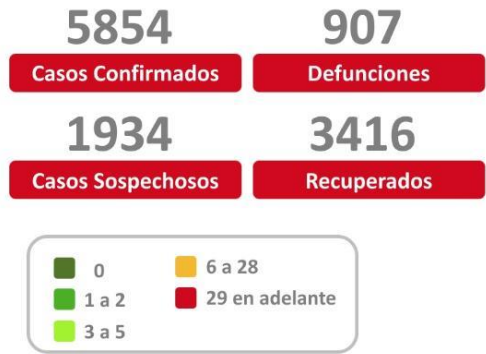 5854 907
Casos Confirmados Defunciones
1934 3416
Casos Sospechosos Recuperados
0 6 a 28
1 a 2 29 en adelante
3 a 5